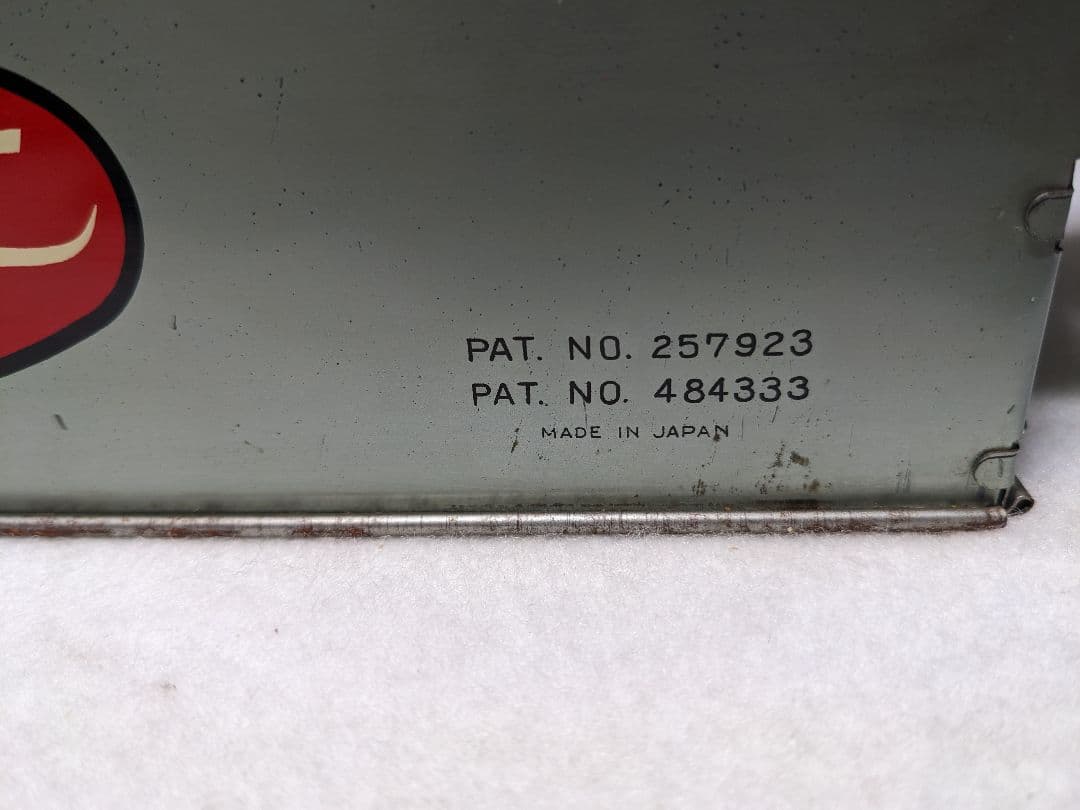 PAT. NO. 257923
PAT. NO. 484333
MADE IN JAPAN